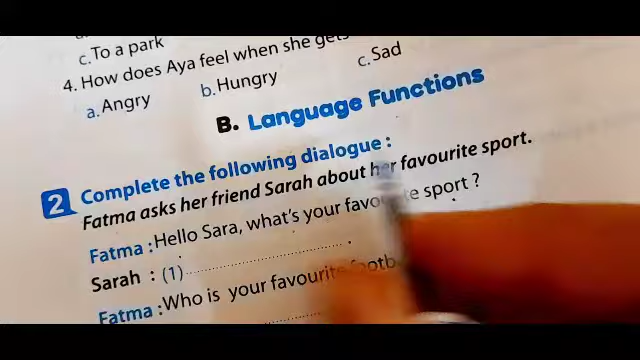 c. To a park
4. How does Aya feel when she gets
a. Angry b. Hungry c. Sad
B. Language Functions
2 Complete the following dialogue :
Fatma asks her friend Sarah about her favourite sport.
Fatma : Hello Sara, what's your favourite sport ?
Sarah : (1) .................................... .
Fatma : Who is your favourite